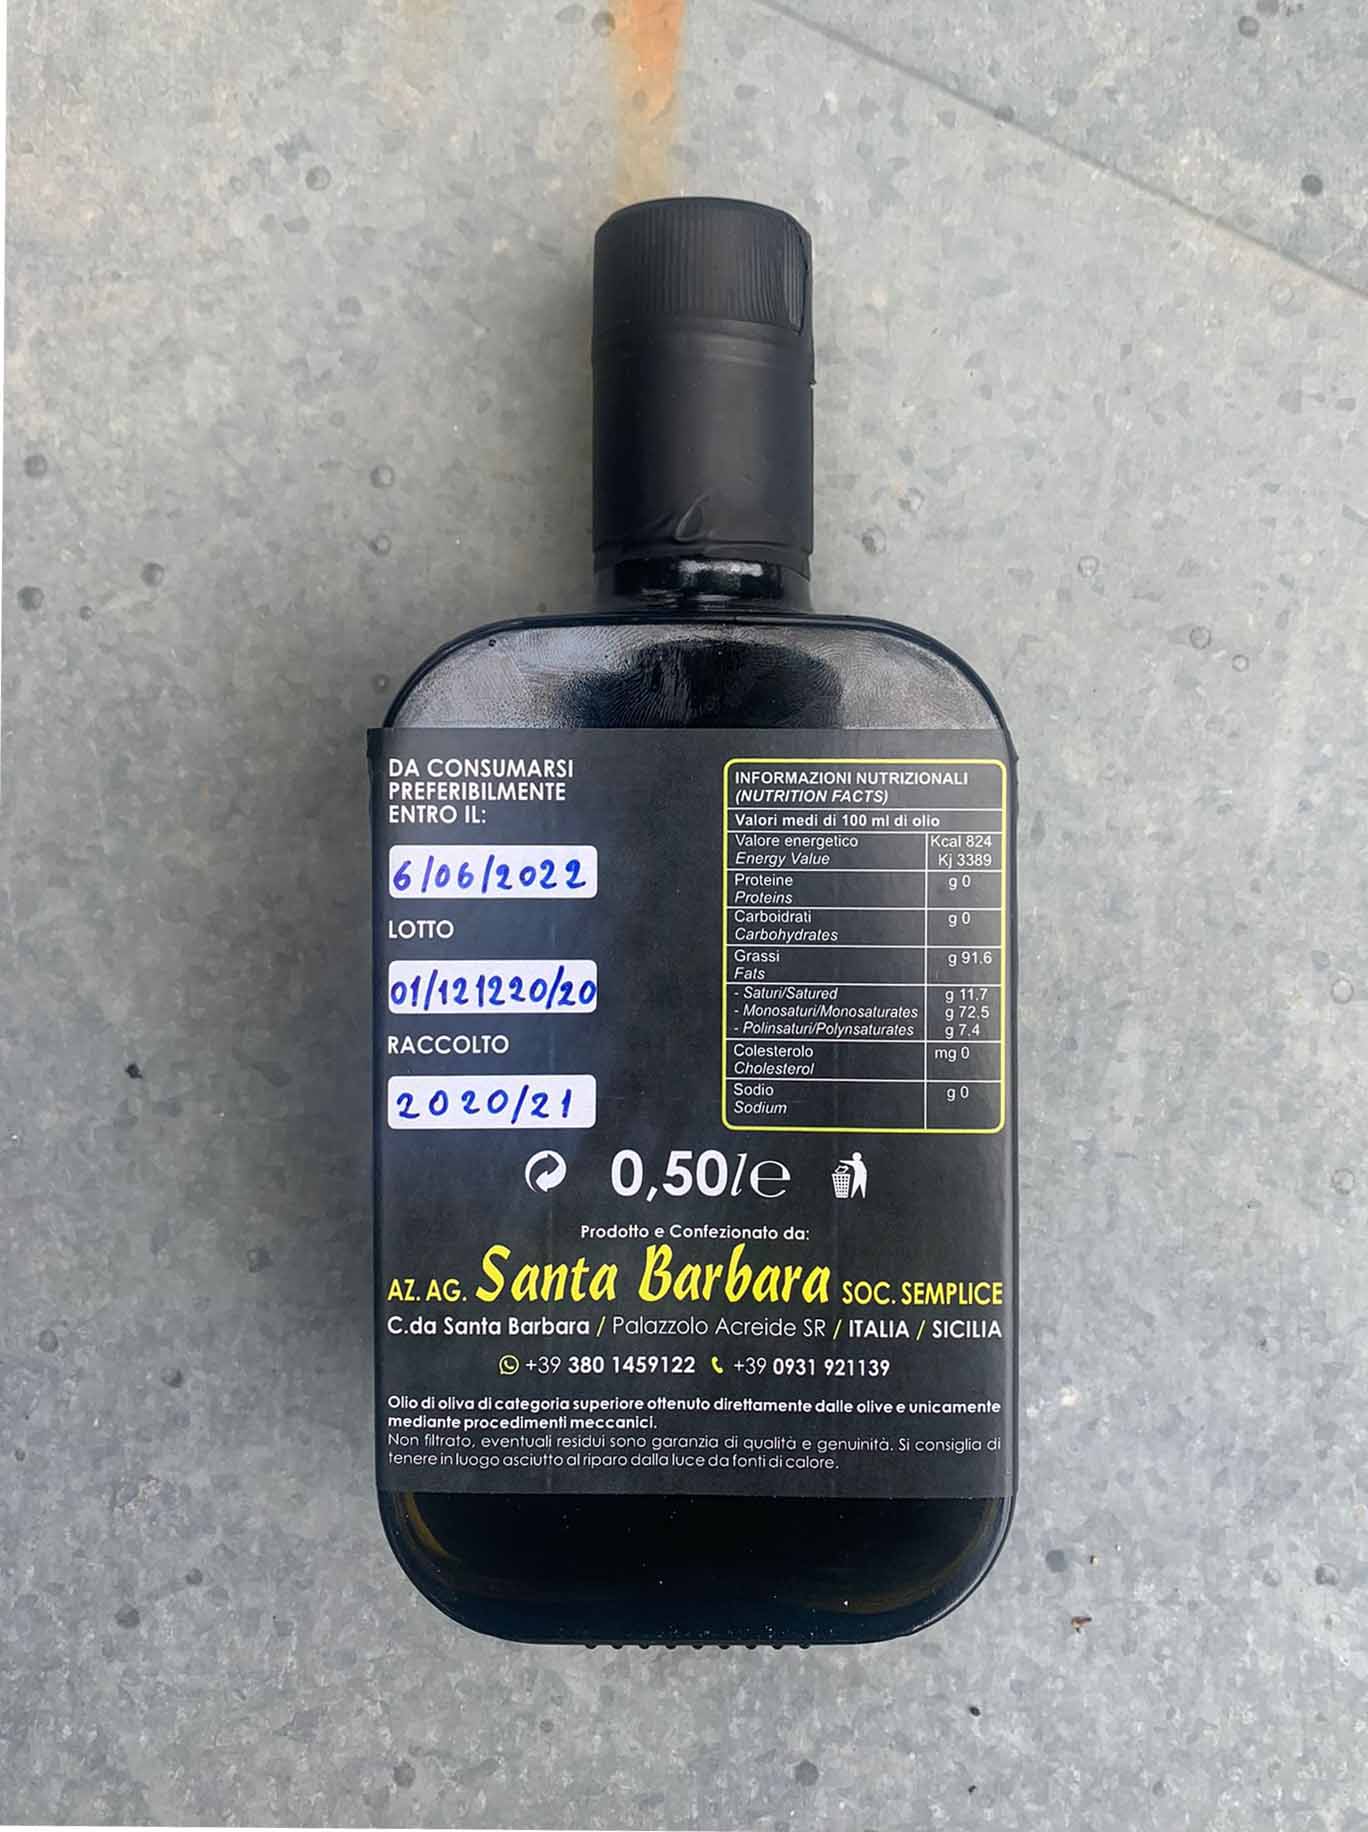 DA CONSUMARSI
PREFERIBILMENTE
ENTRO IL:
6/06/2022
LOTTO
01/121220/20
RACCOLTO
2020/21
INFORMAZIONI NUTRIZIONALI
(NUTRITION FACTS)
Valori medi di 100 ml di olio
Valore energetico Kcal 824
Energy Value Kj 3389
Proteine g 0
Proteins
Carboidrati g 0
Carbohydrates
Grassi g 91.6
Fats
- Saturi/Satured g 11.7
- Monosaturi/Monosaturates g 72,5
- Polinsaturi/Polynsaturates g 7.4
Colesterolo mg 0
Cholesterol
Sodio g 0
Sodium
0,50 l e
Prodotto e Confezionato da:
AZ. AG. Santa Barbara SOC. SEMPLICE
C.da Santa Barbara / Palazzolo Acreide SR / ITALIA / SICILIA
+39 380 1459122 +39 0931 921139
Olio di oliva di categoria superiore ottenuto direttamente dalle olive e unicamente
mediante procedimenti meccanici.
Non filtrato, eventuali residui sono garanzia di qualità e genuinità. Si consiglia di
tenere in luogo asciutto al riparo dalla luce da fonti di calore.